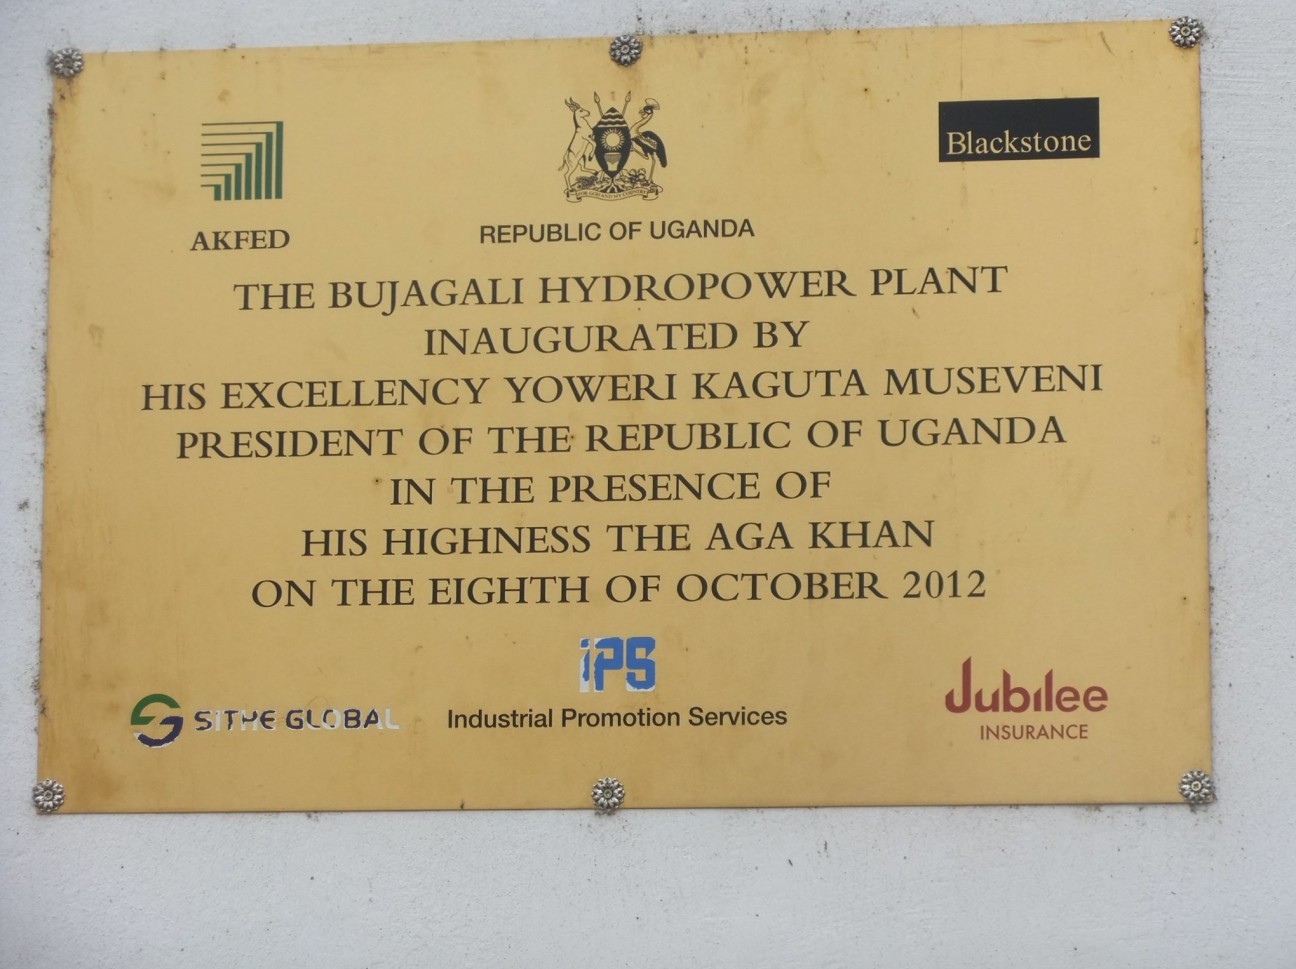 Blackstone
AKFED
REPUBLIC OF UGANDA
THE BUJAGALI HYDROPOWER PLANT
INAUGURATED BY
HIS EXCELLENCY YOWERI KAGUTA MUSEVENI
PRESIDENT OF THE REPUBLIC OF UGANDA
IN THE PRESENCE OF
HIS HIGHNESS THE AGA KHAN
ON THE EIGHTH OF OCTOBER 2012
iPS
SITHE GLOBAL
Industrial Promotion Services
Jubilee
INSURANCE